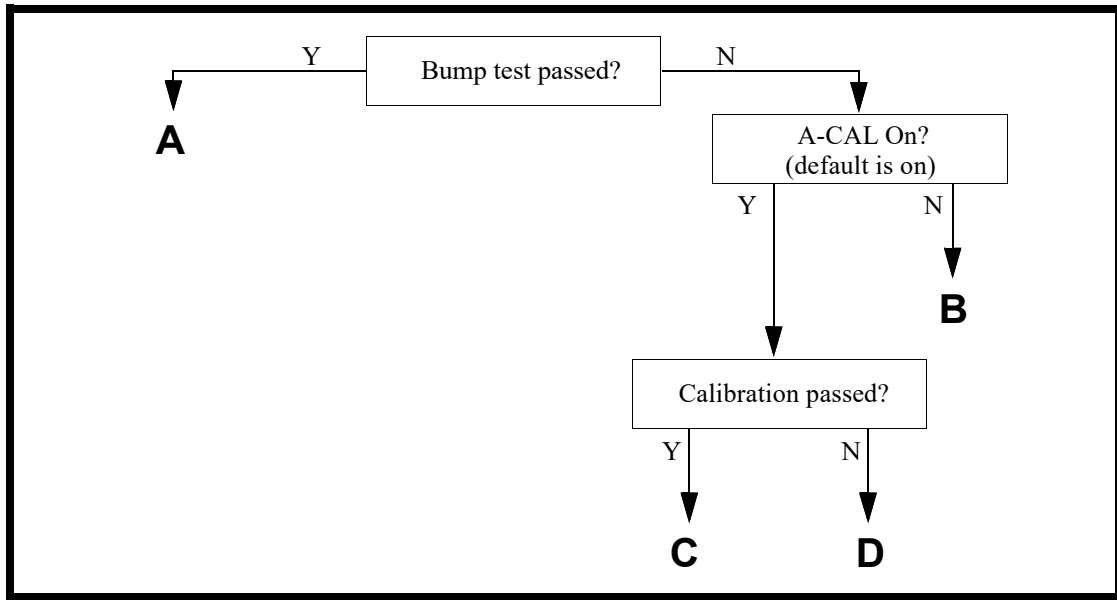 Y
Bump test passed?
N
A
A-CAL On?
(default is on)
Y
N
B
Calibration passed?
Y
N
C
D